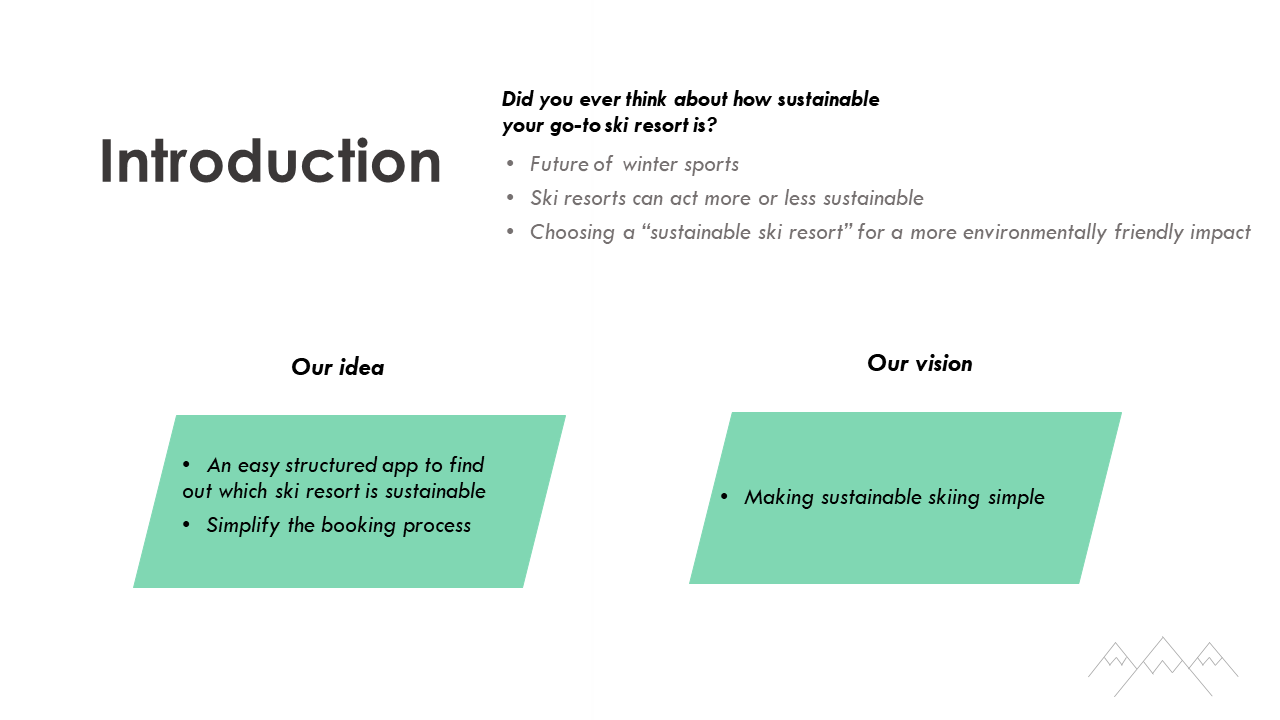 Introduction
Did you ever think about how sustainable
your go-to ski resort is?
• Future of winter sports
• Ski resorts can act more or less sustainable
• Choosing a “sustainable ski resort” for a more environmentally friendly impact
Our idea
• An easy structured app to find
out which ski resort is sustainable
• Simplify the booking process
Our vision
• Making sustainable skiing simple